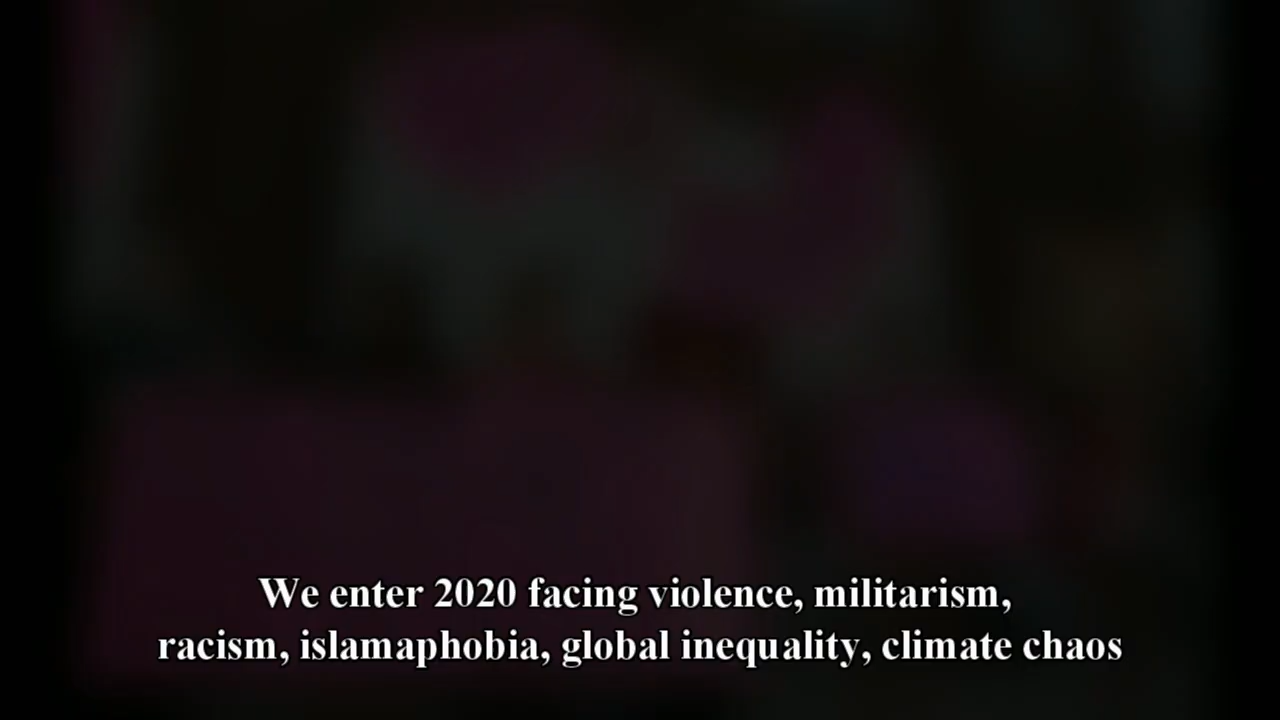 We enter 2020 facing violence, militarism,
racism, islamaphobia, global inequality, climate chaos